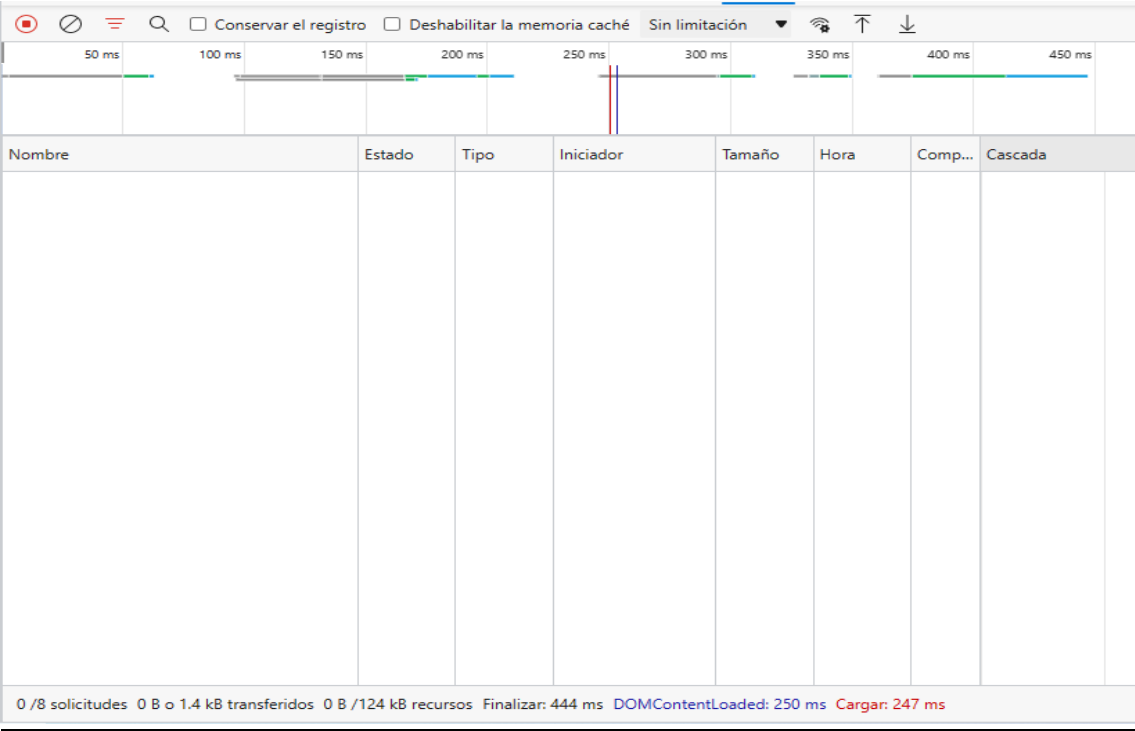 Conservar el registro Deshabilitar la memoria caché Sin limitación
50 ms 100 ms 150 ms 200 ms 250 ms 300 ms 350 ms 400 ms 450 ms
Nombre Estado Tipo Iniciador Tamaño Hora Comp... Cascada
0 /8 solicitudes 0 B o 1.4 kB transferidos 0 B /124 kB recursos Finalizar: 444 ms DOMContentLoaded: 250 ms Cargar: 247 ms